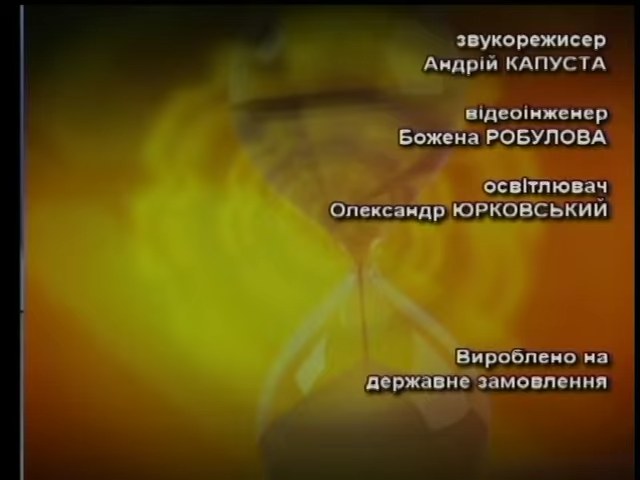 звукорежисер
Андрій КАПУСТА
відеоінженер
Божена РОБУЛОВА
освітлювач
Олександр ЮРКОВСЬКИЙ
Вироблено на
державне замовлення